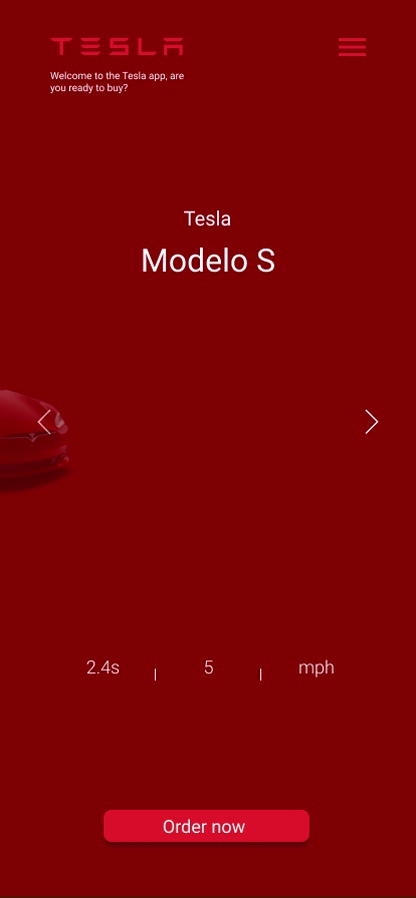 TESLA
Welcome to the Tesla app, are
you ready to buy?
Tesla
Modelo S
2.4s
5
mph
Order now